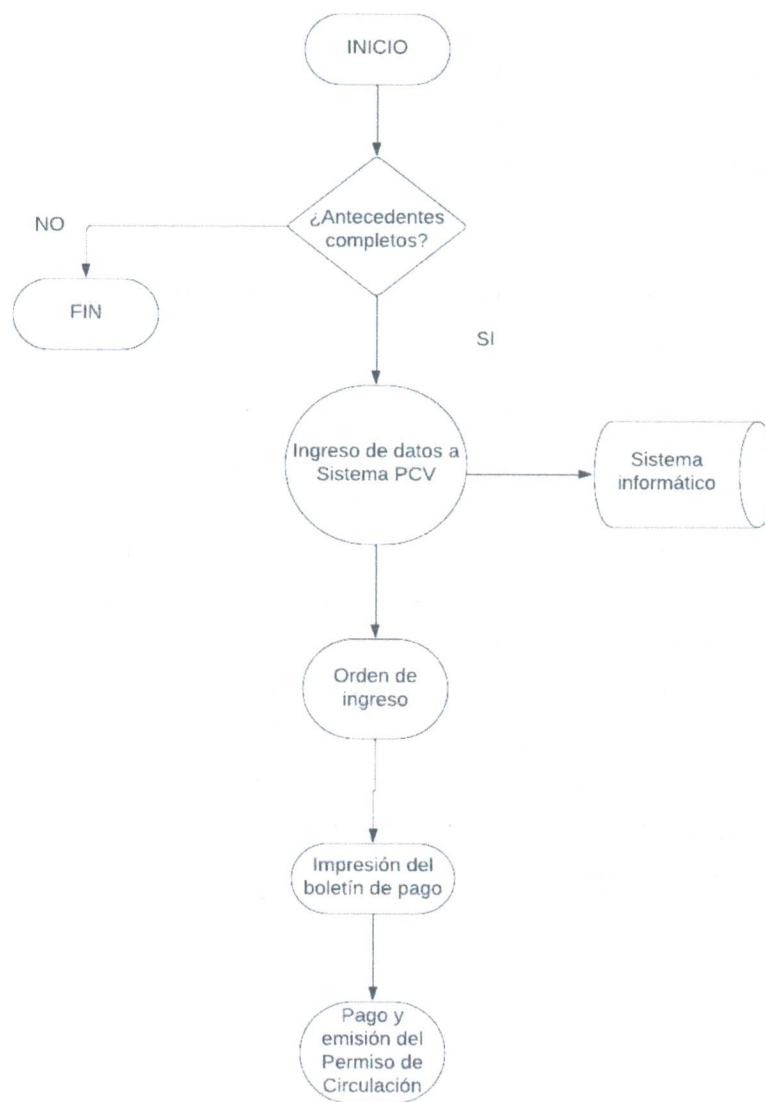 INICIO
¿Antecedentes
completos?
NO
FIN
SI
Ingreso de datos a
Sistema PCV
Sistema
informático
Orden de
ingreso
Impresión del
boletín de pago
Pago y
emisión del
Permiso de
Circulación